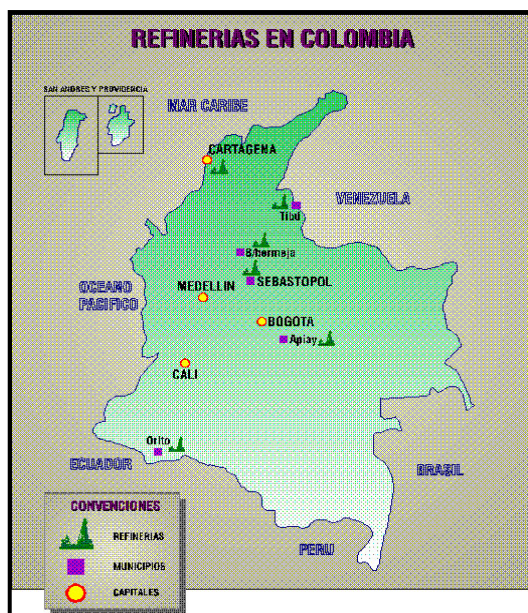 REFINERIAS EN COLOMBIA
SAN ANDRES Y PROVIDENCIA
MAR CARIBE
CARTAGENA
VENEZUELA
Tibú
B/bermeja
SEBASTOPOL
OCEANO
PACIFICO
MEDELLIN
BOGOTA
Apiay
CALI
Orito
ECUADOR
BRASIL
PERU
CONVENCIONES
REFINERIAS
MUNICIPIOS
CAPITALES